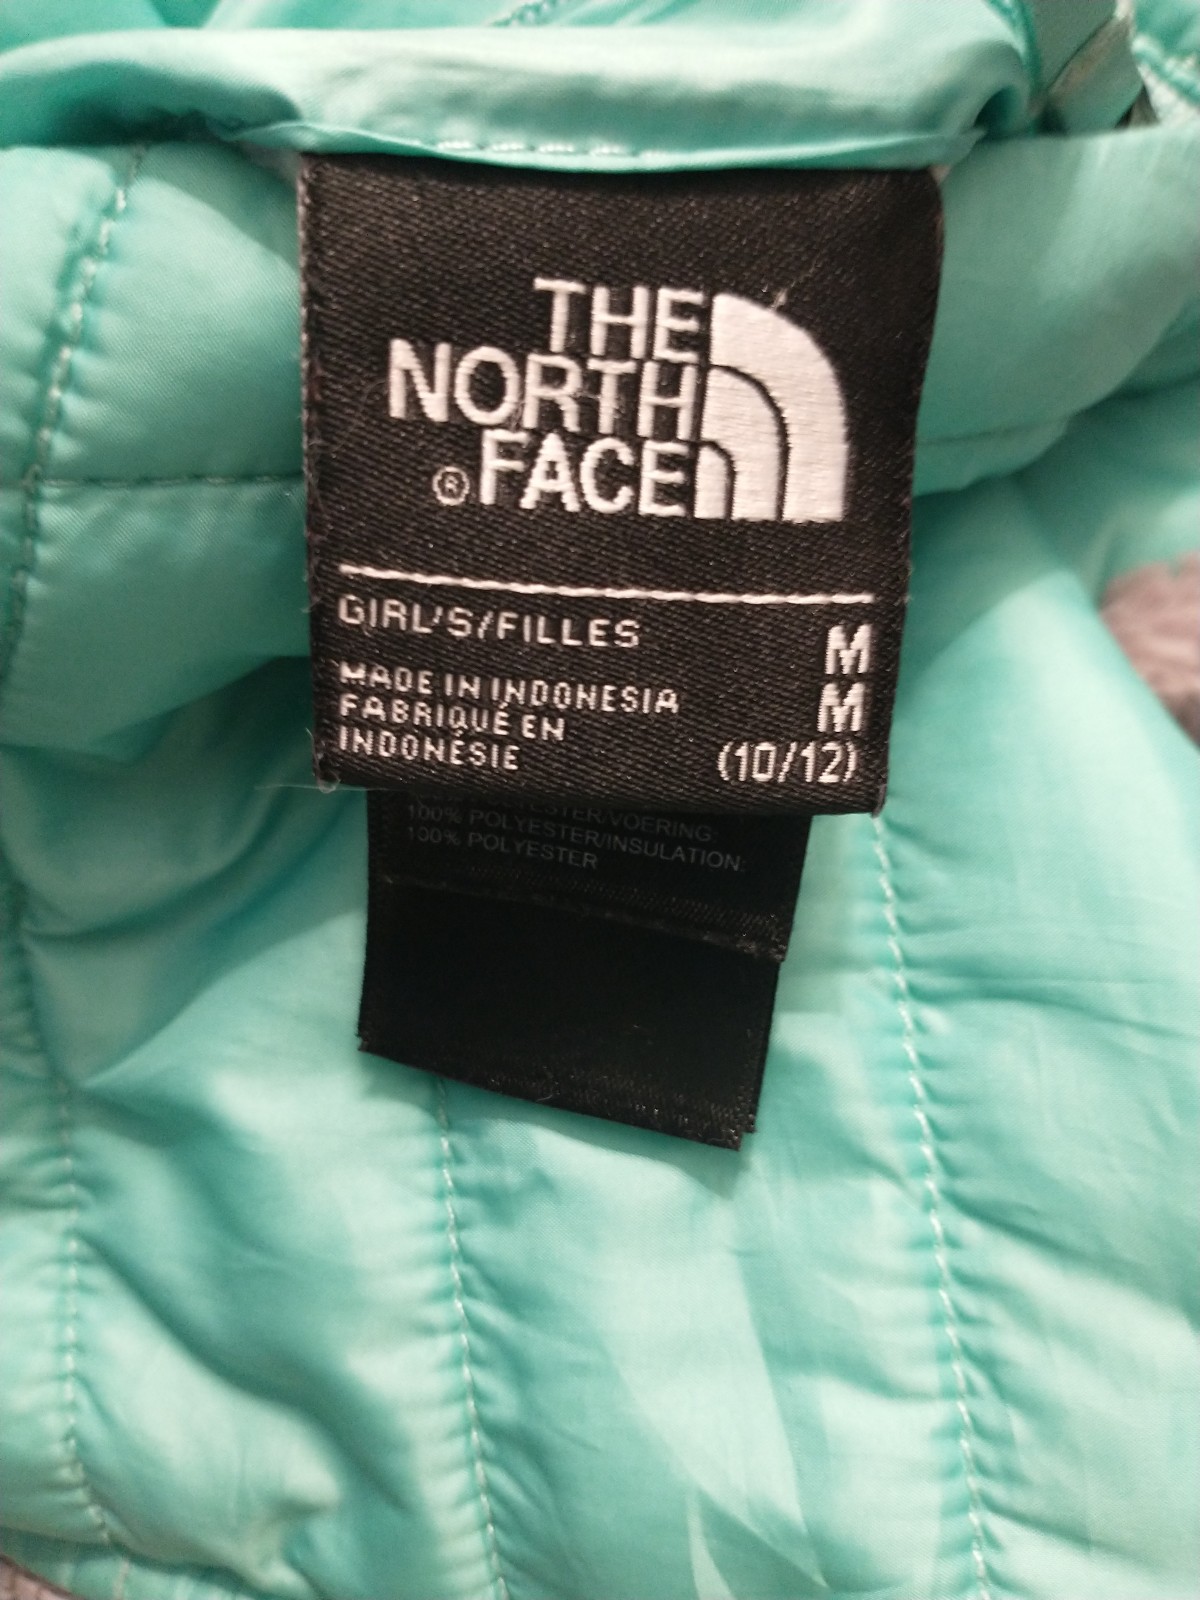 THE
NORTH
® FACE
GIRL'S/FILLES M
MADE IN INDONESIA M
FABRIQUÉ EN
INDONÉSIE (10/12)
POLYESTER/VOERING:
100% POLYESTER/INSULATION:
100% POLYESTER